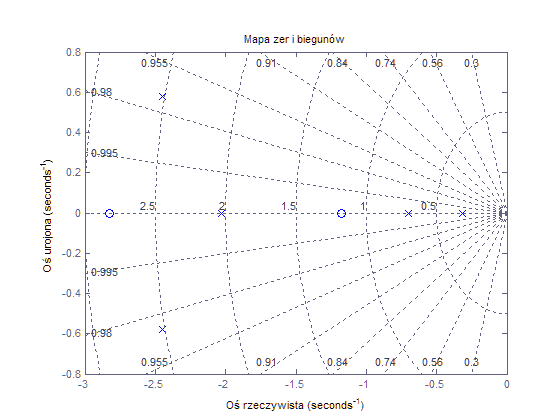 Mapa zer i biegunów
0.8
0.955 0.91 0.84 0.74 0.56 0.3
0.6
0.98
0.4
0.995
0.2
2.5 2 1.5 1 0.5
0
-0.2
0.995
-0.4
-0.6
0.98
0.955 0.91 0.84 0.74 0.56 0.3
-0.8
-3 -2.5 -2 -1.5 -1 -0.5 0
Oś urojona (seconds⁻¹)
Oś rzeczywista (seconds⁻¹)